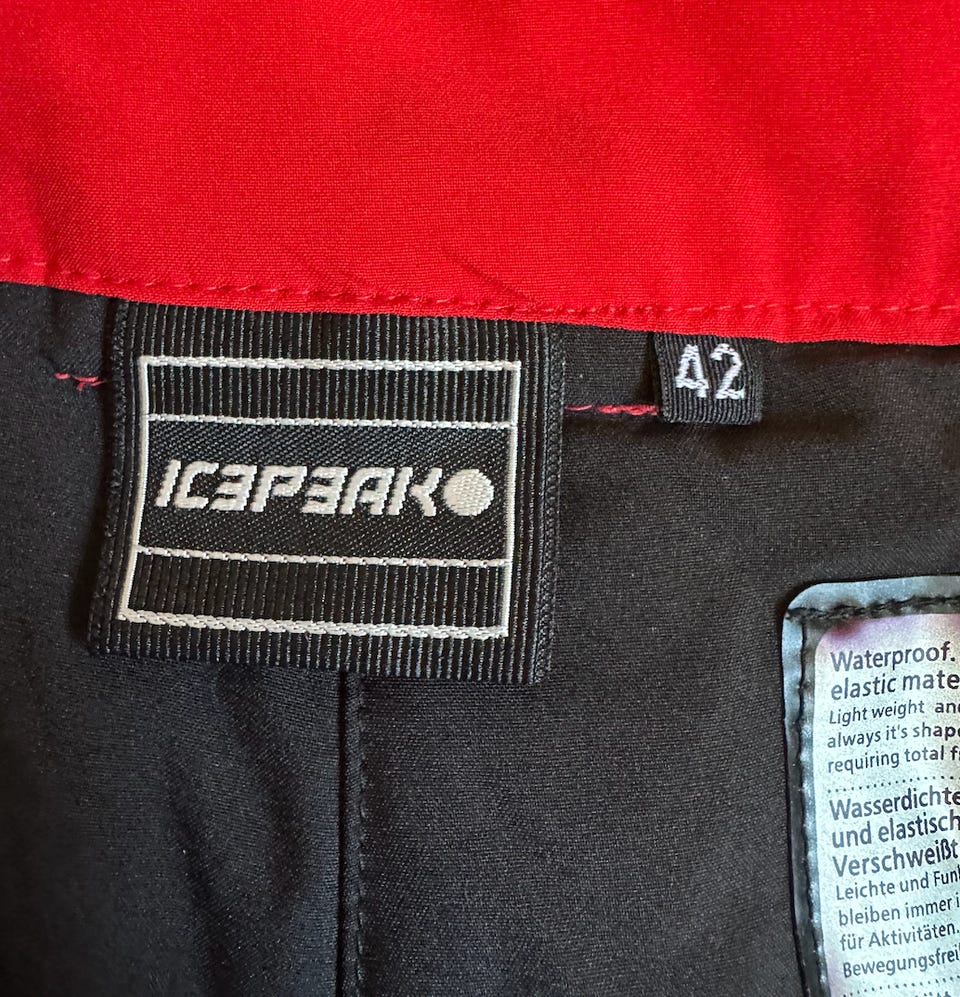 ICEPEAK
42
Waterproof.
elastic mate
Light weight and
always it's shape
requiring total f
Wasserdichte
und elastisch
Verschweißt
Leichte und Funk
bleiben immer i
für Aktivitäten.
Bewegungsfrei